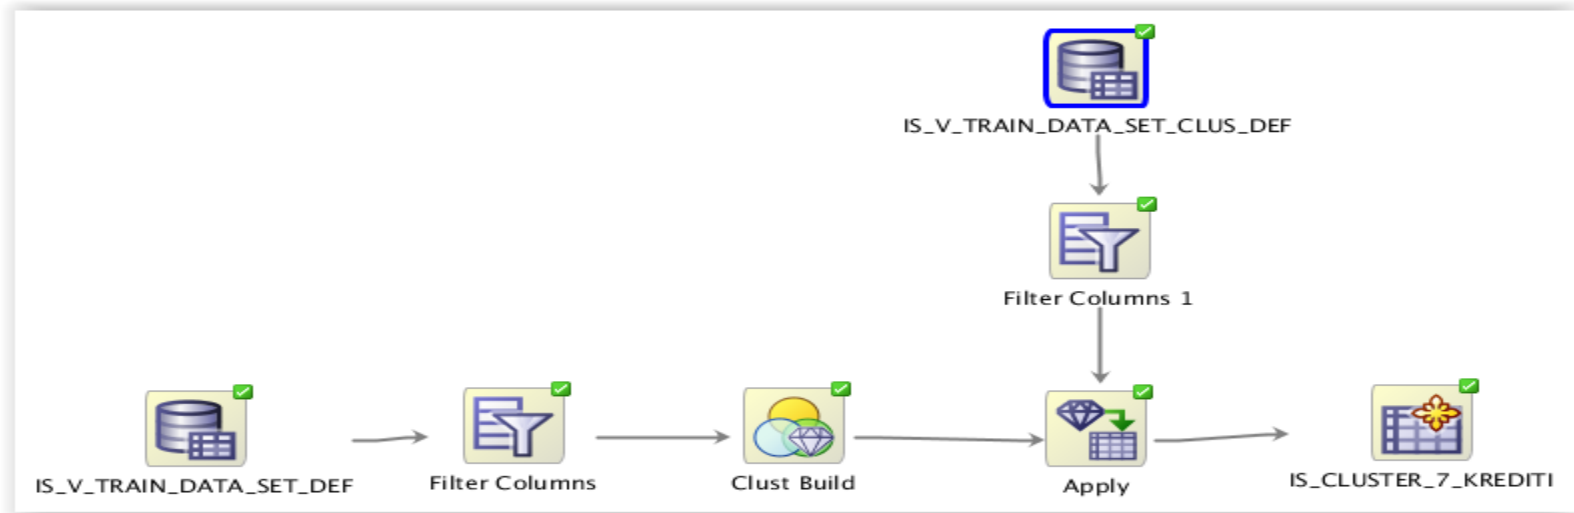 IS_V_TRAIN_DATA_SET_CLUS_DEF
Filter Columns 1
IS_V_TRAIN_DATA_SET_DEF
Filter Columns
Clust Build
Apply
IS_CLUSTER_7_KREDITI